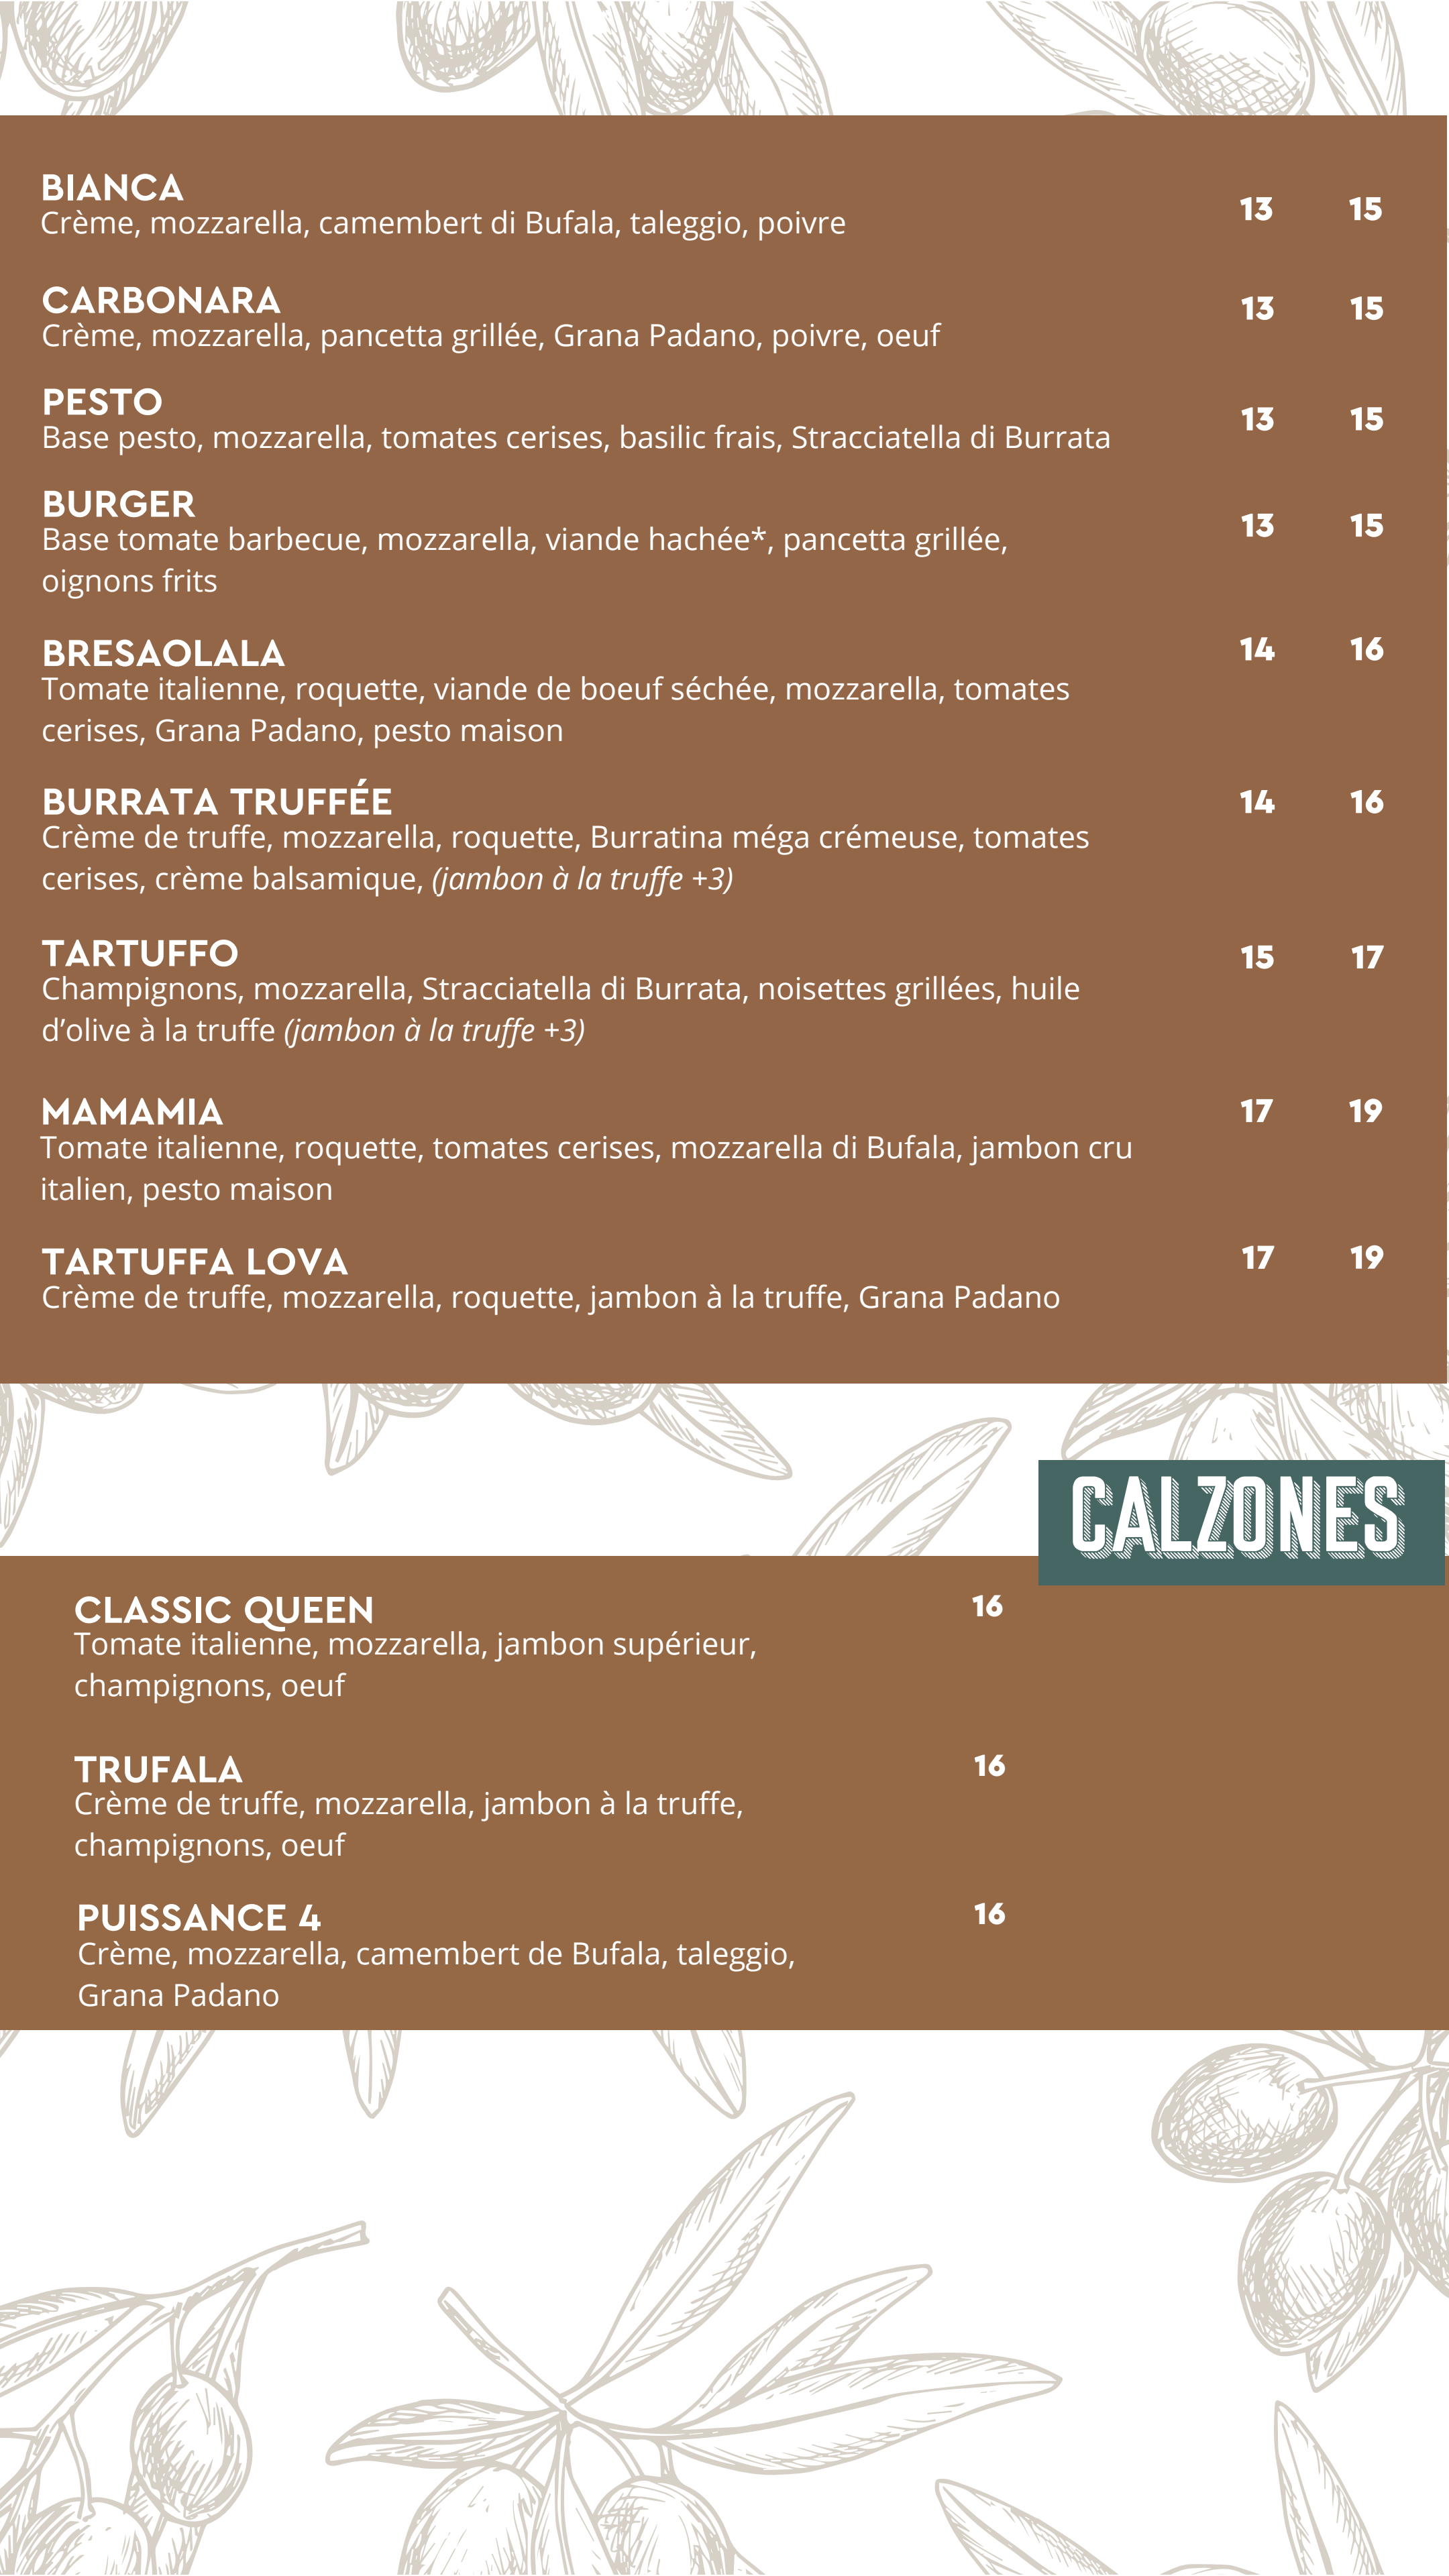 BIANCA
Crème, mozzarella, camembert di Bufala, taleggio, poivre
13 15
CARBONARA
Crème, mozzarella, pancetta grillée, Grana Padano, poivre, oeuf
13 15
PESTO
Base pesto, mozzarella, tomates cerises, basilic frais, Stracciatella di Burrata
13 15
BURGER
Base tomate barbecue, mozzarella, viande hachée*, pancetta grillée,
oignons frits
13 15
BRESAOLALA
Tomate italienne, roquette, viande de boeuf séchée, mozzarella, tomates
cerises, Grana Padano, pesto maison
14 16
BURRATA TRUFFÉE
Crème de truffe, mozzarella, roquette, Burratina méga crémeuse, tomates
cerises, crème balsamique, (jambon à la truffe +3)
14 16
TARTUFFO
Champignons, mozzarella, Stracciatella di Burrata, noisettes grillées, huile
d’olive à la truffe (jambon à la truffe +3)
15 17
MAMAMIA
Tomate italienne, roquette, tomates cerises, mozzarella di Bufala, jambon cru
italien, pesto maison
17 19
TARTUFFA LOVA
Crème de truffe, mozzarella, roquette, jambon à la truffe, Grana Padano
17 19
CALZONES
CLASSIC QUEEN
Tomate italienne, mozzarella, jambon supérieur,
champignons, oeuf
16
TRUFALA
Crème de truffe, mozzarella, jambon à la truffe,
champignons, oeuf
16
PUISSANCE 4
Crème, mozzarella, camembert de Bufala, taleggio,
Grana Padano
16